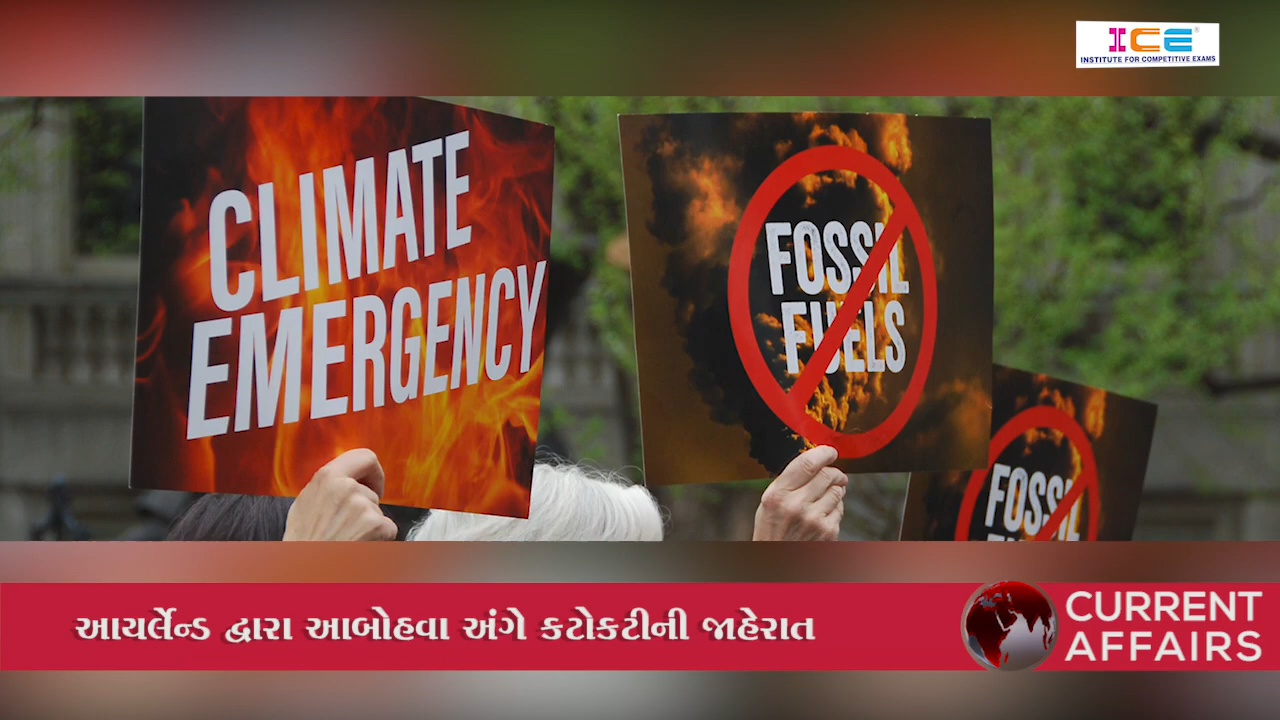 ICE
INSTITUTE FOR COMPETITIVE EXAMS
CLIMATE
EMERGENCY
FOSSIL
FUELS
FOSSIL
આયર્લેન્ડ દ્વારા આબોહવા અંગે કટોકટીની જાહેરાત
CURRENT
AFFAIRS